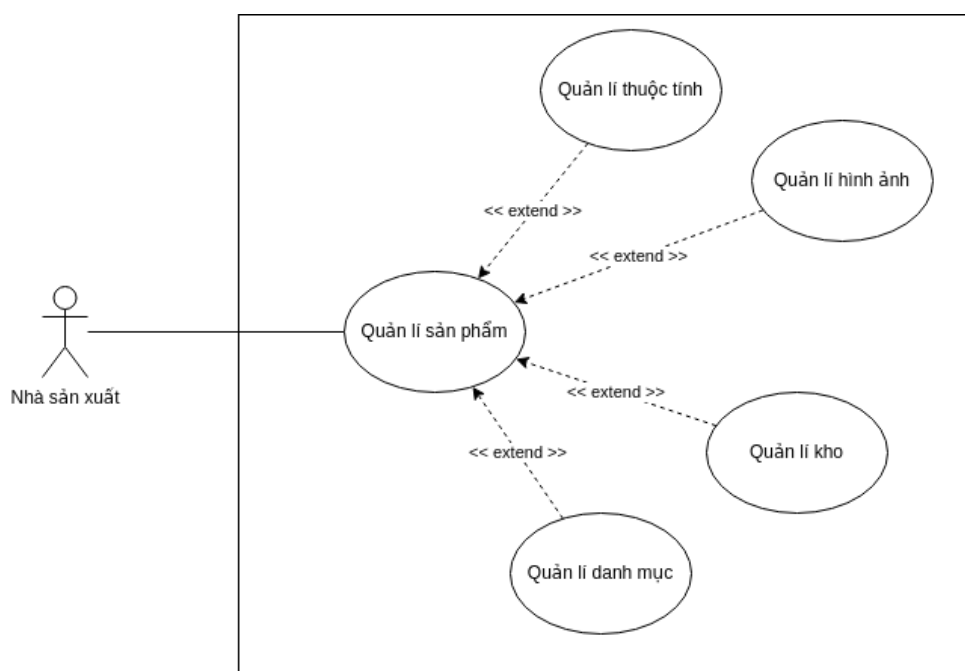 Quản lí thuộc tính
Quản lí hình ảnh
<< extend >>
<< extend >>
Quản lí sản phẩm
Nhà sản xuất
<< extend >>
<< extend >>
Quản lí kho
Quản lí danh mục